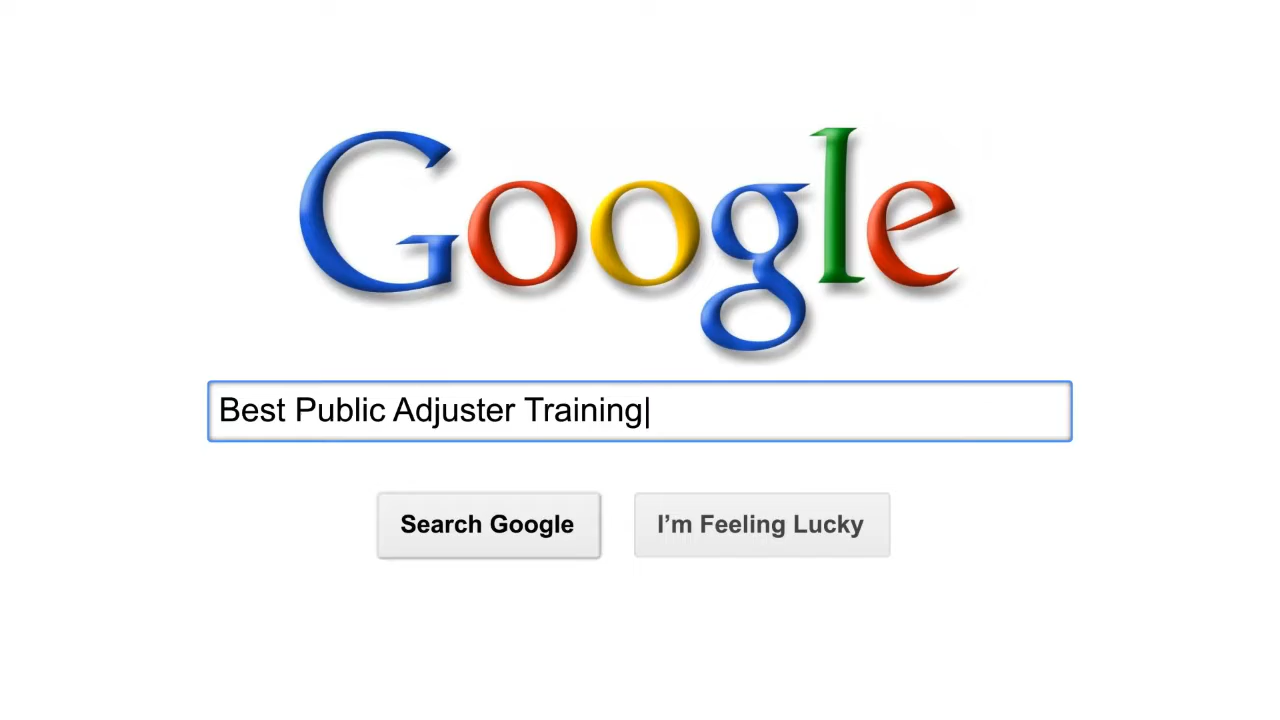 Google
Best Public Adjuster Training
Search Google
I’m Feeling Lucky